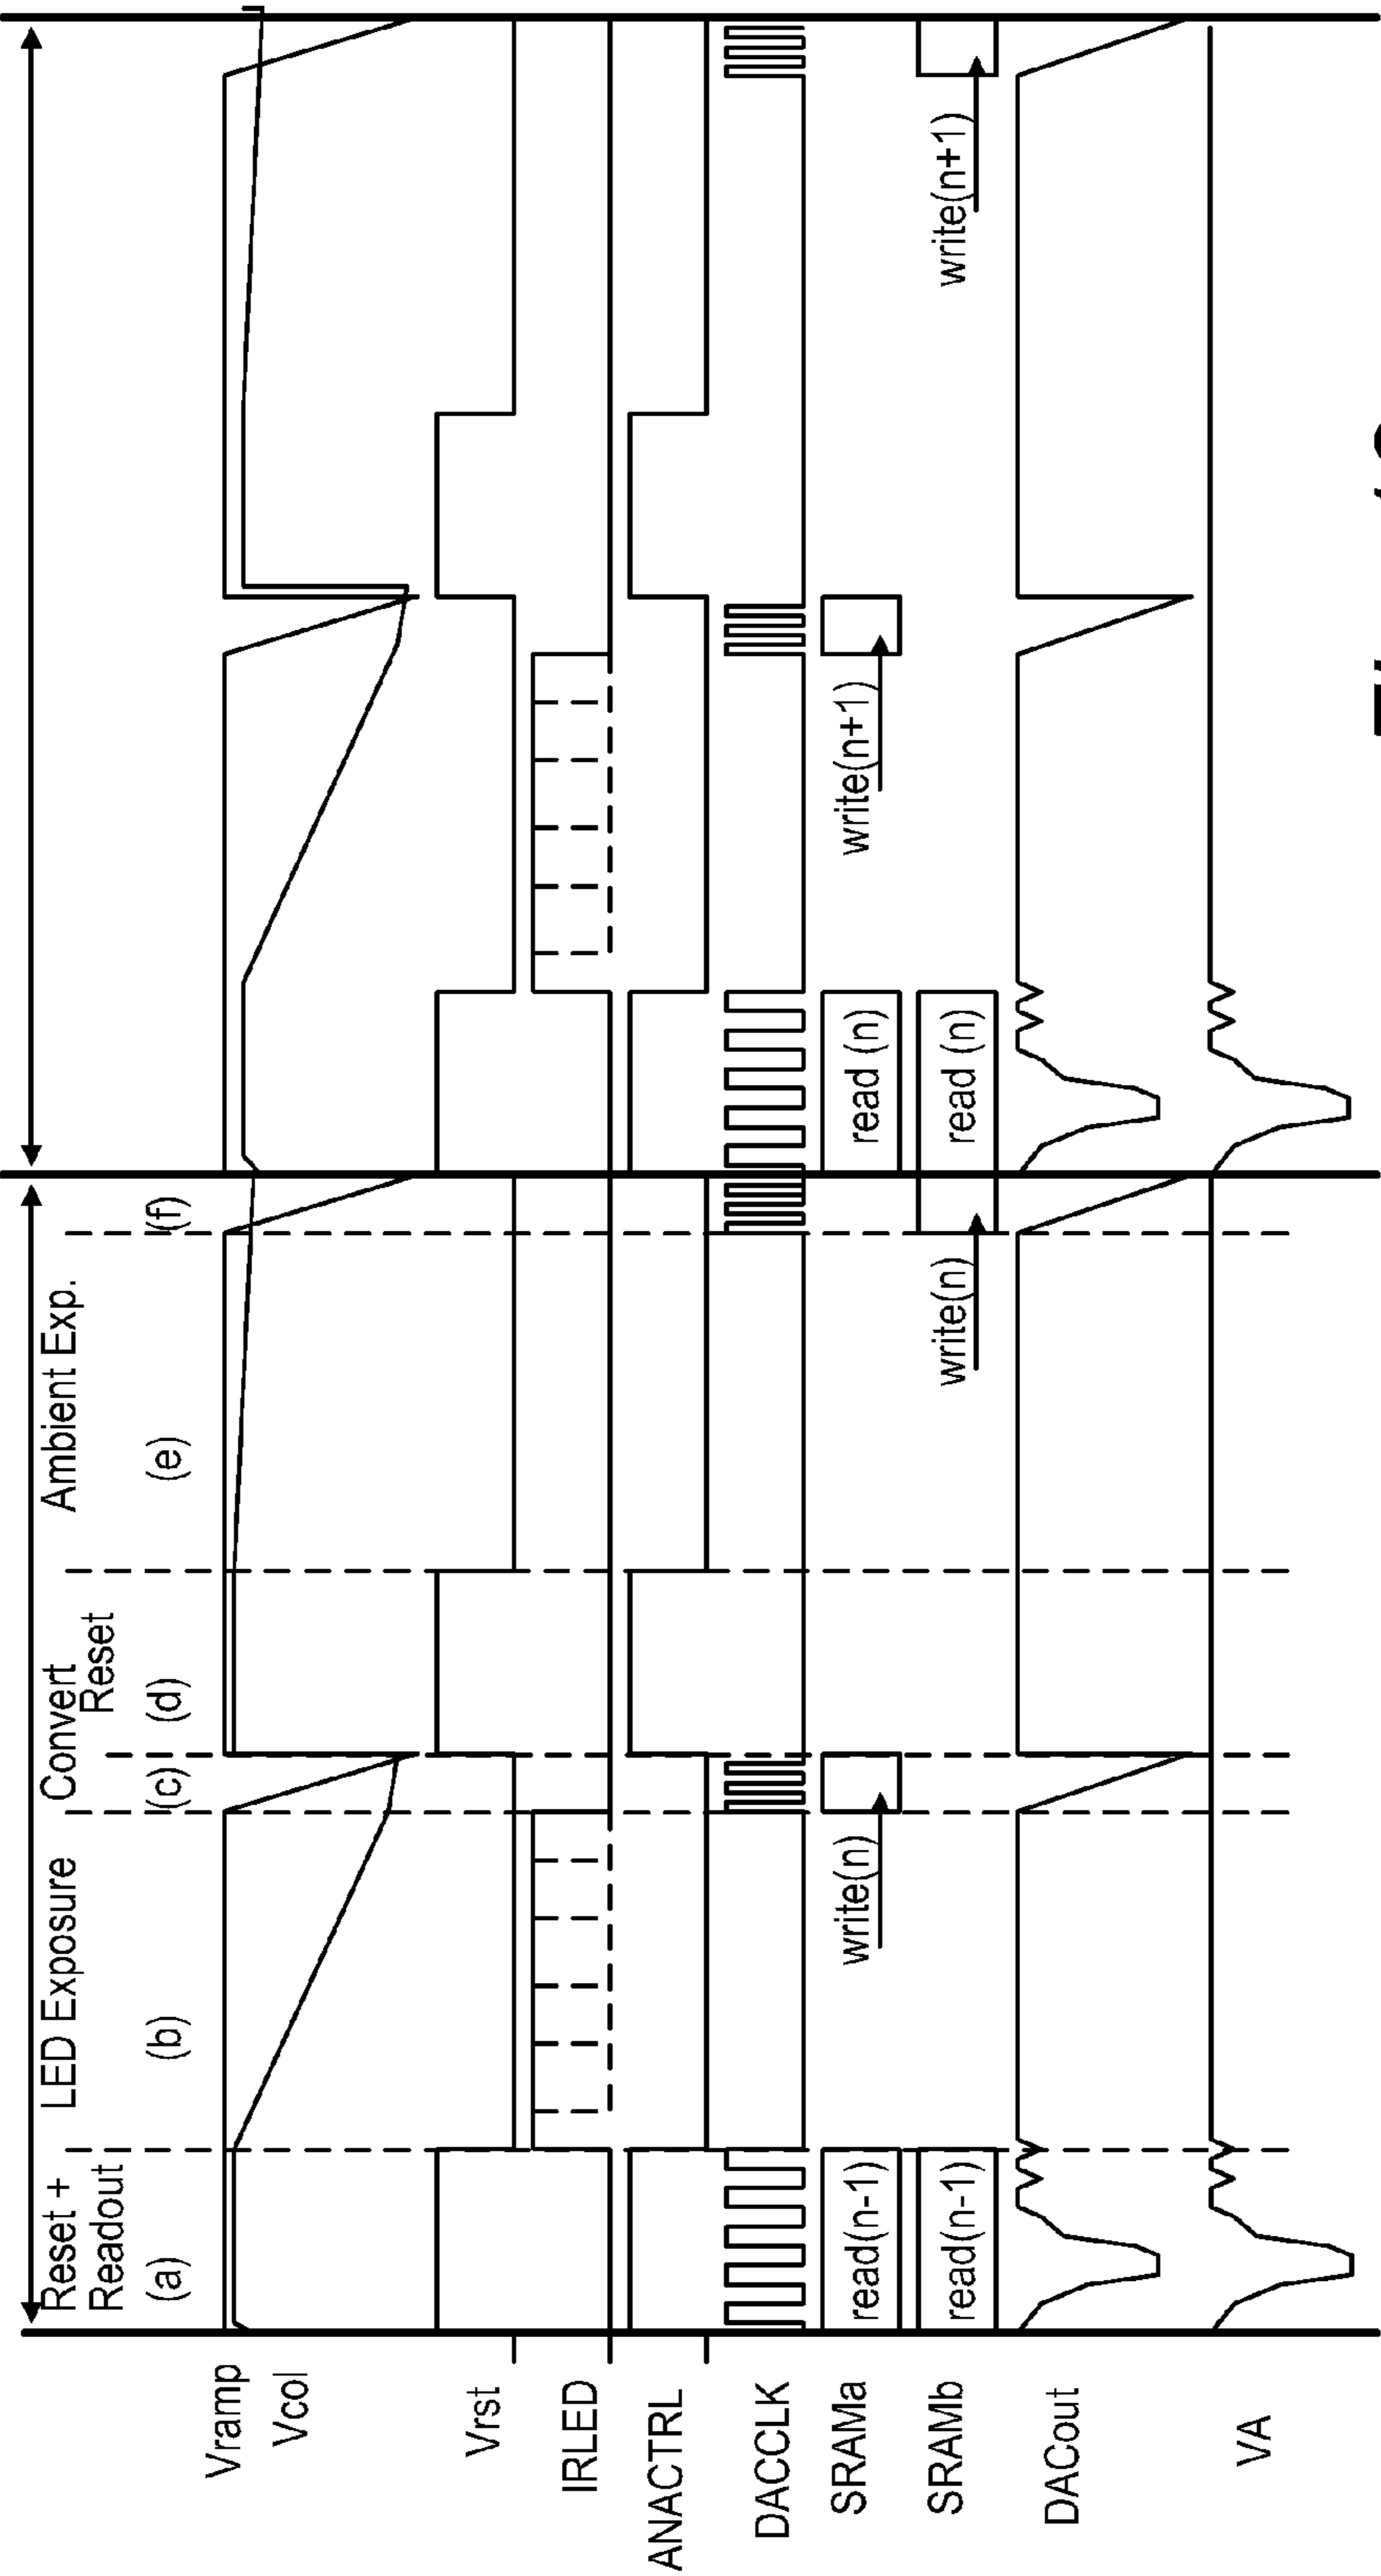 Reset +
Readout
LED Exposure
Convert
Reset
Ambient Exp.
(a)
(b)
(c)
(d)
(e)
(f)
Vramp
Vcol
Vrst
IRLED
ANACTRL
DACCLK
SRAMa
read(n-1)
write(n)
read (n)
write(n+1)
SRAMb
read(n-1)
write(n)
read (n)
write(n+1)
DACout
VA